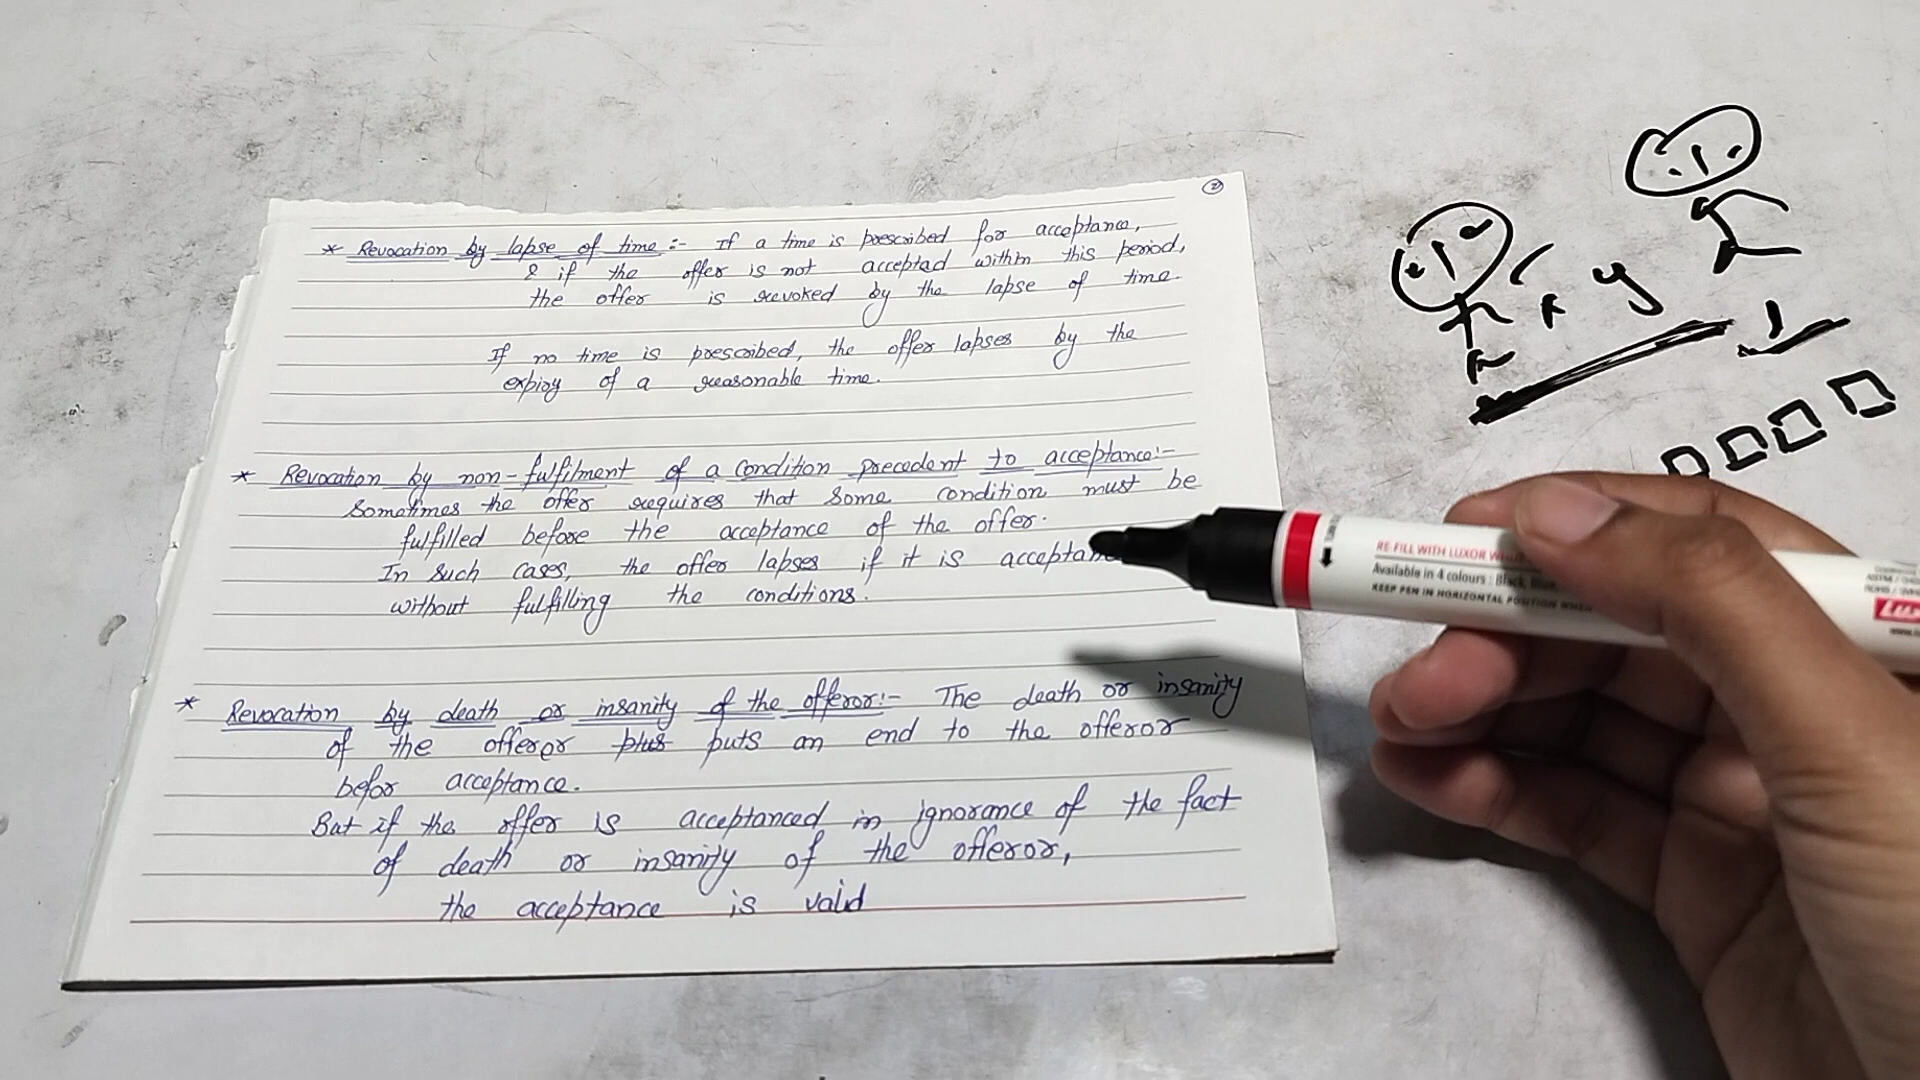 ②
* Revocation by lapse of time :- If a time is prescribed for acceptance,
& if the offer is not acceptad within this period,
the offer is revoked by the lapse of time.
If no time is prescribed, the offer lapses by the
expiry of a reasonable time.
* Revocation by non-fulfilment of a Condition precedent to acceptance:-
Sometimes the offer requires that some condition must be
fulfilled before the acceptance of the offer.
In such cases, the offer lapses if it is
without fulfilling the conditions.
* Revocation by death or insanity of the offeror:- The death or insanity
of the offeror plus puts an end to the offeror
befor acceptance.
But if the offer is acceptanced in ignorance of the fact
of death or insanity of the offeror,
the acceptance is valid
x y
1
RE-FILL WITH LUXOR
Available in 4 colours : Black, Blue,
KEEP PEN IN HORIZONTAL POSITION WHEN